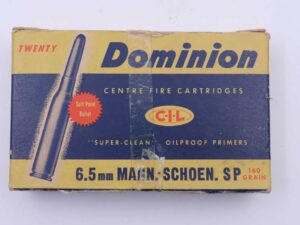 TWENTY
Dominion
CENTRE FIRE CARTRIDGES
Soft Point
Bullet
C-I-L
"SUPER-CLEAN" OILPROOF PRIMERS
6.5mm MANN.-SCHOEN. SP
160
GRAIN